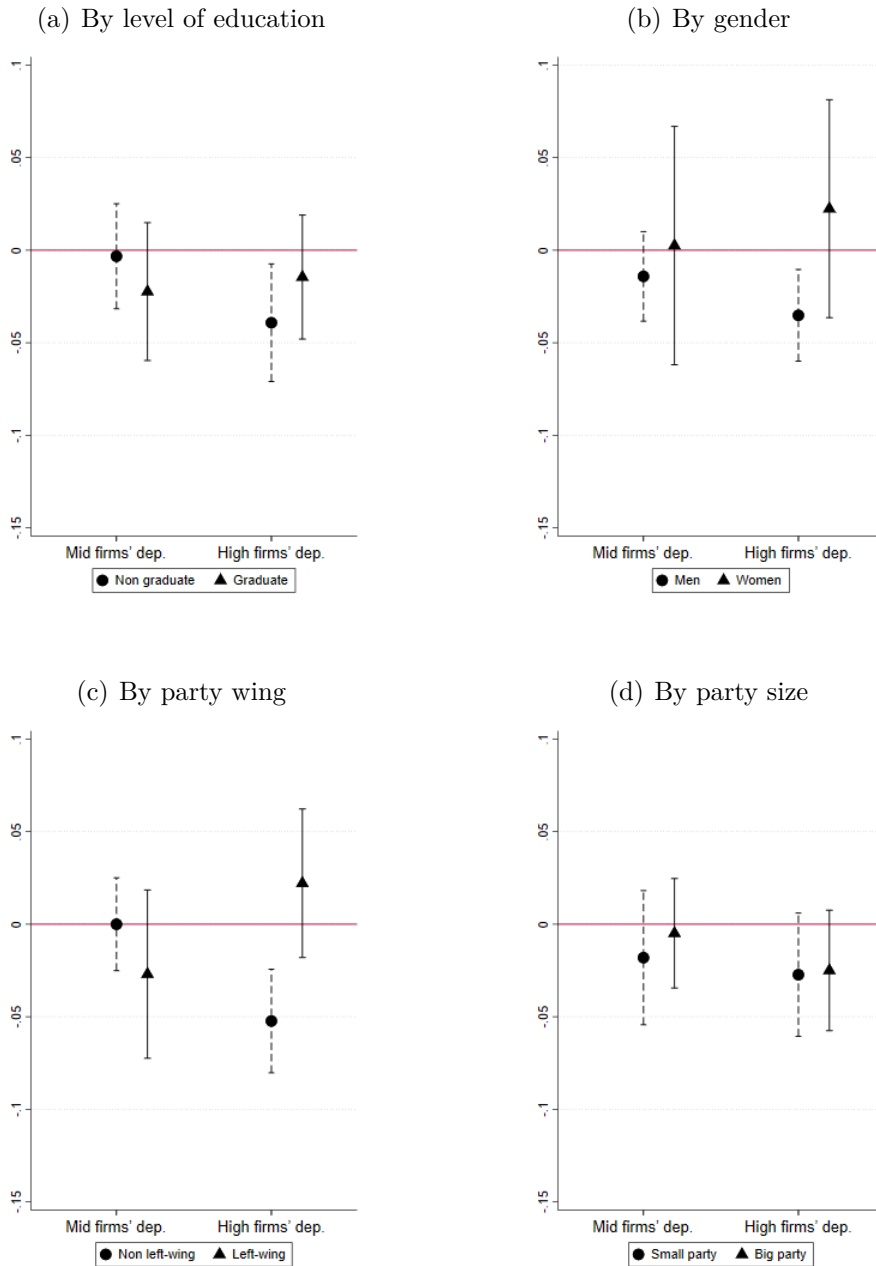 (a) By level of education
.1
.05
0
-.05
-.1
-.15
Mid firms' dep. High firms' dep.
Non graduate Graduate
(b) By gender
.1
.05
0
-.05
-.1
-.15
Mid firms' dep. High firms' dep.
Men Women
(c) By party wing
.1
.05
0
-.05
-.1
-.15
Mid firms' dep. High firms' dep.
Non left-wing Left-wing
(d) By party size
.1
.05
0
-.05
-.1
-.15
Mid firms' dep. High firms' dep.
Small party Big party